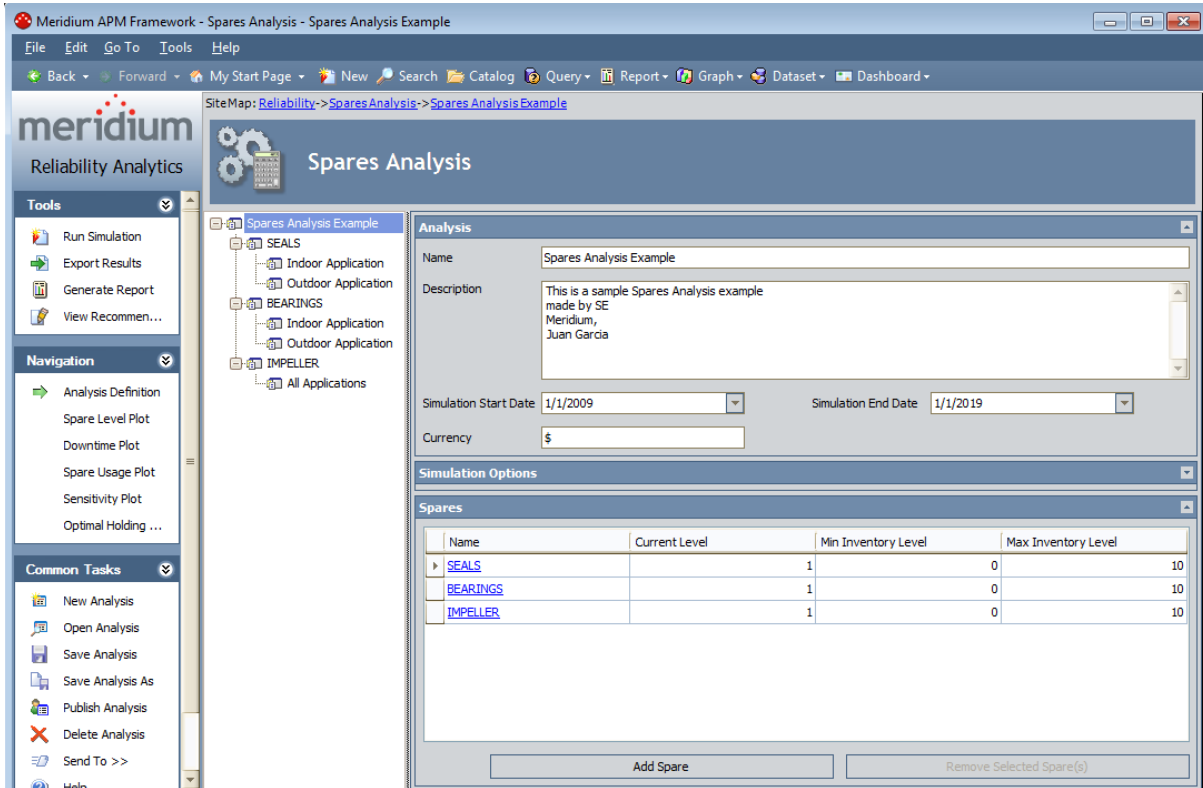 Meridium APM Framework - Spares Analysis - Spares Analysis Example
File Edit Go To Tools Help
Back Forward My Start Page New Search Catalog Query Report Graph Dataset Dashboard
SiteMap: Reliability->Spares Analysis->Spares Analysis Example
meridium
Reliability Analytics
Spares Analysis
Tools
Run Simulation
Export Results
Generate Report
View Recommen...
Navigation
Analysis Definition
Spare Level Plot
Downtime Plot
Spare Usage Plot
Sensitivity Plot
Optimal Holding ...
Common Tasks
New Analysis
Open Analysis
Save Analysis
Save Analysis As
Publish Analysis
Delete Analysis
Send To >>
Help
Spares Analysis Example
SEALS
Indoor Application
Outdoor Application
BEARINGS
Indoor Application
Outdoor Application
IMPELLER
All Applications
Analysis
Name Spares Analysis Example
Description This is a sample Spares Analysis example
made by SE
Meridium,
Juan Garcia
Simulation Start Date 1/1/2009 Simulation End Date 1/1/2019
Currency $
Simulation Options
Spares
Name Current Level Min Inventory Level Max Inventory Level
SEALS 1 0 10
BEARINGS 1 0 10
IMPELLER 1 0 10
Add Spare Remove Selected Spare(s)